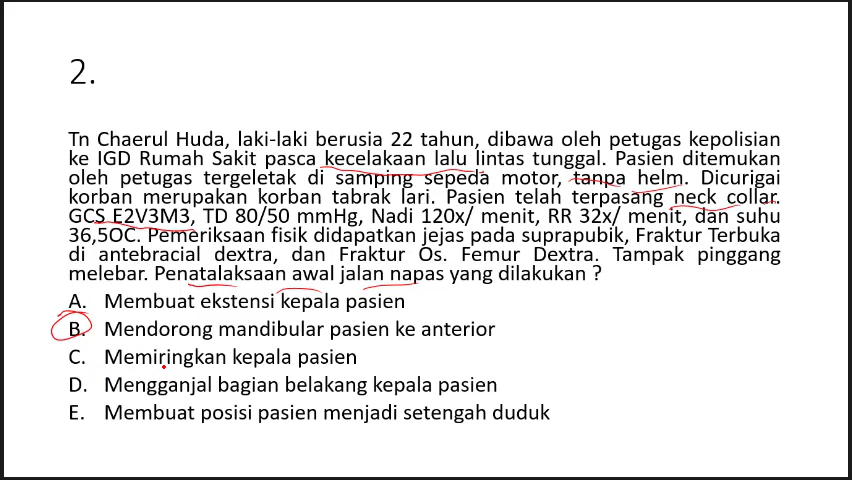 2.
Tn Chaerul Huda, laki-laki berusia 22 tahun, dibawa oleh petugas kepolisian
ke IGD Rumah Sakit pasca kecelakaan lalu lintas tunggal. Pasien ditemukan
oleh petugas tergeletak di samping sepeda motor, tanpa helm. Dicurigai
korban merupakan korban tabrak lari. Pasien telah terpasang neck collar.
GCS E2V3M3, TD 80/50 mmHg, Nadi 120x/ menit, RR 32x/ menit, dan suhu
36,5OC. Pemeriksaan fisik didapatkan jejas pada suprapubik, Fraktur Terbuka
di antebracial dextra, dan Fraktur Os. Femur Dextra. Tampak pinggang
melebar. Penatalaksaan awal jalan napas yang dilakukan ?
A. Membuat ekstensi kepala pasien
B. Mendorong mandibular pasien ke anterior
C. Memiringkan kepala pasien
D. Mengganjal bagian belakang kepala pasien
E. Membuat posisi pasien menjadi setengah duduk